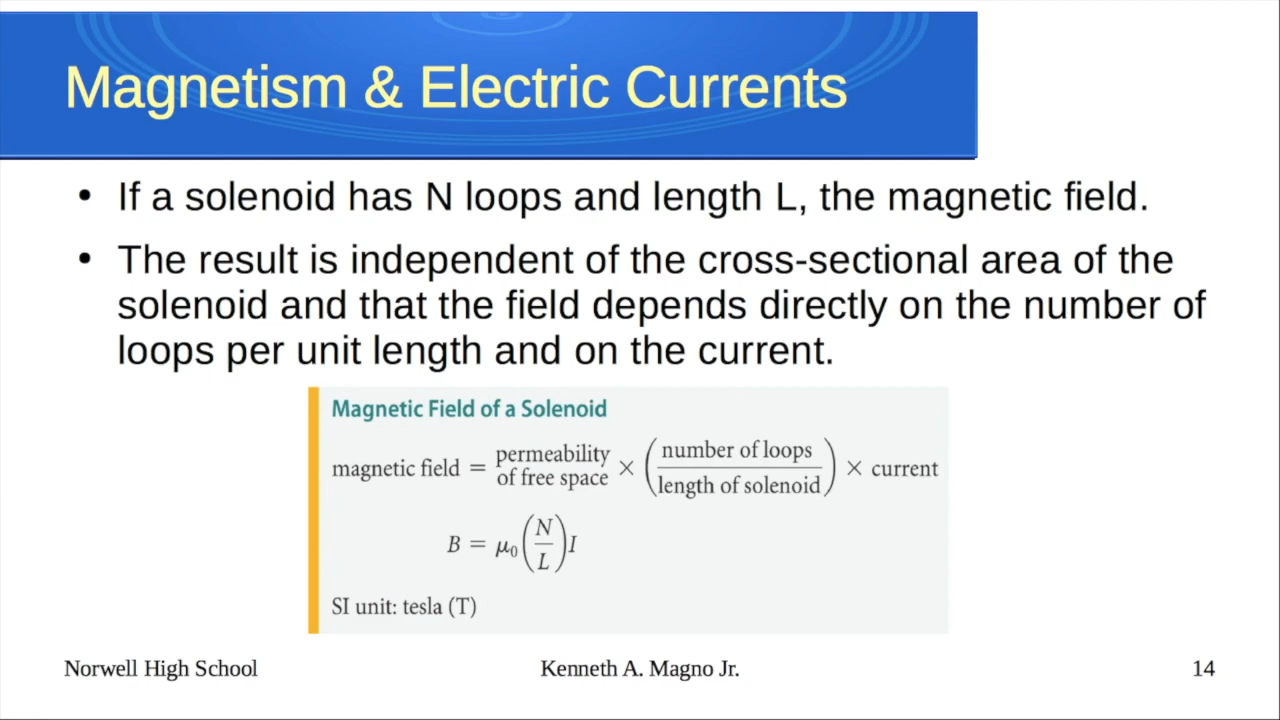 Magnetism & Electric Currents
• If a solenoid has N loops and length L, the magnetic field.
• The result is independent of the cross-sectional area of the
solenoid and that the field depends directly on the number of
loops per unit length and on the current.
Magnetic Field of a Solenoid
magnetic field = permeability of free space × (number of loops / length of solenoid) × current
B = μ₀(N/L)I
SI unit: tesla (T)
Norwell High School Kenneth A. Magno Jr. 14